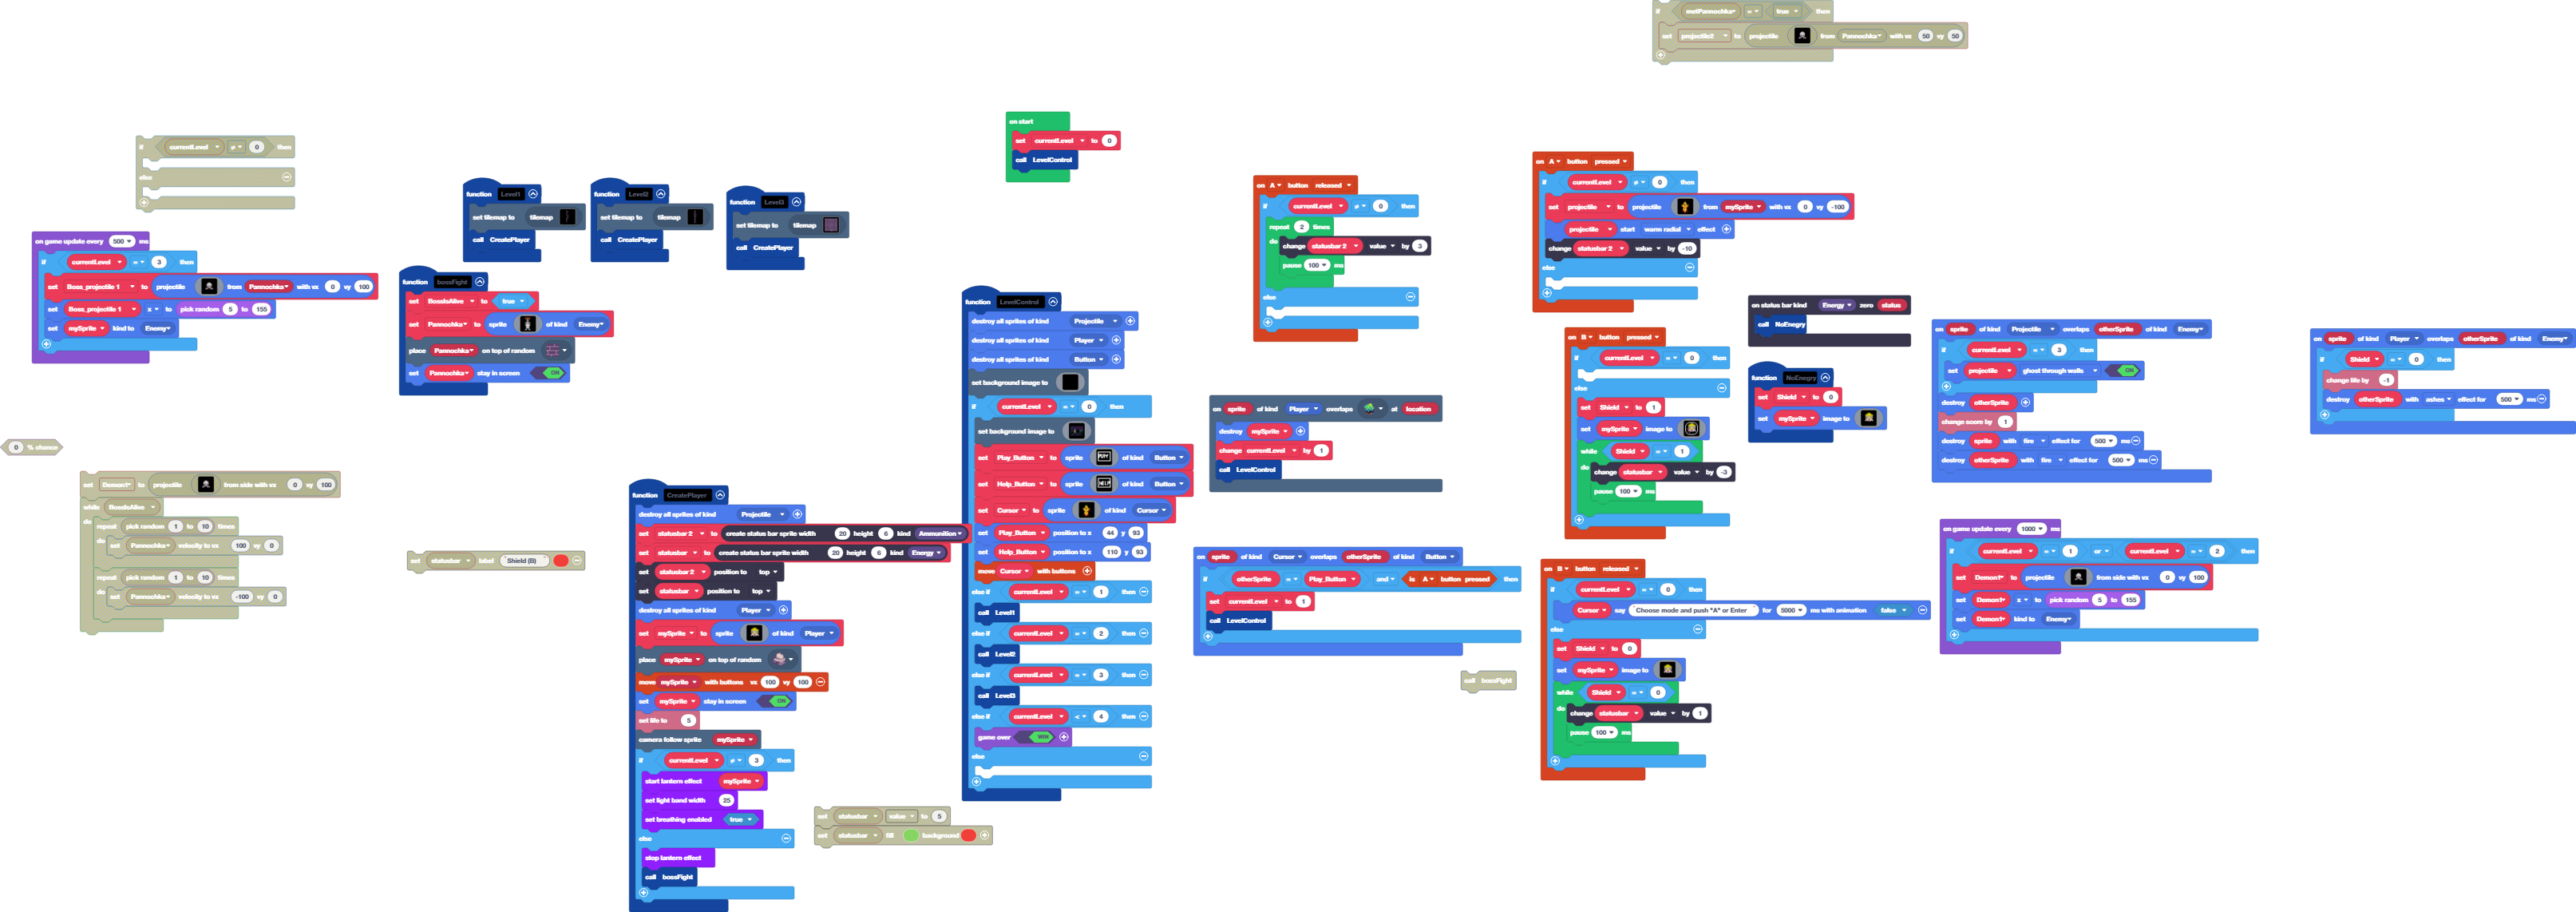 if metPannochka = true then
set projectile2 to projectile from Pannochka with vx 50 vy 50
if currentLevel ≠ 0 then
else
on game update every 500 ms
if currentLevel = 3 then
set Boss_projectile 1 to projectile from Pannochka with vx 0 vy 100
set Boss_projectile 1 x to pick random 5 to 155
set mySprite kind to Enemy
function Level1
set tilemap to tilemap
call CreatePlayer
function Level2
set tilemap to tilemap
call CreatePlayer
function Level3
set tilemap to tilemap
call CreatePlayer
function bossFight
set BossIsAlive to true
set Pannochka to sprite of kind Enemy
place Pannochka on top of random
set Pannochka stay in screen ON
0 % chance
set Demon1 to projectile from side with vx 0 vy 100
while BossIsAlive
do repeat pick random 1 to 10 times
do set Pannochka velocity to vx 100 vy 0
repeat pick random 1 to 10 times
do set Pannochka velocity to vx -100 vy 0
set statusbar label "Shield (B)"
function CreatePlayer
destroy all sprites of kind Projectile
set statusbar 2 to create status bar sprite width 20 height 6 kind Ammunition
set statusbar to create status bar sprite width 20 height 6 kind Energy
set statusbar 2 position to top
set statusbar position to top
destroy all sprites of kind Player
set mySprite to sprite of kind Player
place mySprite on top of random
move mySprite with buttons vx 100 vy 100
set mySprite stay in screen ON
set life to 5
camera follow sprite mySprite
if currentLevel ≠ 3 then
start lantern effect mySprite
set light band width 25
set breathing enabled true
else
stop lantern effect
call bossFight
set statusbar value to 5
set statusbar fill background
on start
set currentLevel to 0
call LevelControl
function LevelControl
destroy all sprites of kind Projectile
destroy all sprites of kind Player
destroy all sprites of kind Button
set background image to
if currentLevel = 0 then
set background image to
set Play_Button to sprite PLAY of kind Button
set Help_Button to sprite HELP of kind Button
set Cursor to sprite of kind Cursor
set Play_Button position to x 44 y 93
set Help_Button position to x 110 y 93
move Cursor with buttons
else if currentLevel = 1 then
call Level1
else if currentLevel = 2 then
call Level2
else if currentLevel = 3 then
call Level3
else if currentLevel < 4 then
game over WIN
else
on A button released
if currentLevel ≠ 0 then
repeat 2 times
do change statusbar 2 value by 3
pause 100 ms
else
on sprite of kind Player overlaps at location
destroy mySprite
change currentLevel by 1
call LevelControl
on sprite of kind Cursor overlaps otherSprite of kind Button
if otherSprite = Play_Button and is A button pressed then
set currentLevel to 1
call LevelControl
call bossFight
on A button pressed
if currentLevel ≠ 0 then
set projectile to projectile from mySprite with vx 0 vy -100
projectile start warm radial effect
change statusbar 2 value by -10
else
on B button pressed
if currentLevel = 0 then
else
set Shield to 1
set mySprite image to
while Shield = 1
do change statusbar value by -3
pause 100 ms
on B button released
if currentLevel = 0 then
Cursor say "Choose mode and push "A" or Enter" for 5000 ms with animation false
else
set Shield to 0
set mySprite image to
while Shield = 0
do change statusbar value by 1
pause 100 ms
on status bar kind Energy zero status
call NoEnegry
function NoEnegry
set Shield to 0
set mySprite image to
on sprite of kind Projectile overlaps otherSprite of kind Enemy
if currentLevel = 3 then
set projectile ghost through walls ON
destroy otherSprite
change score by 1
destroy sprite with fire effect for 500 ms
destroy otherSprite with fire effect for 500 ms
on game update every 1000 ms
if currentLevel = 1 or currentLevel = 2 then
set Demon1 to projectile from side with vx 0 vy 100
set Demon1 x to pick random 5 to 155
set Demon1 kind to Enemy
on sprite of kind Player overlaps otherSprite of kind Enemy
if Shield = 0 then
change life by -1
destroy otherSprite with ashes effect for 500 ms